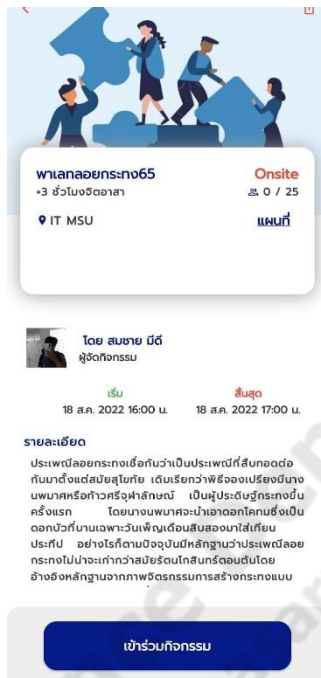 พาเลทลอยกระทง65
Onsite
+3 ชั่วโมงจิตอาสา
0 / 25
IT MSU
แผนที่
โดย สมชาย มีดี
ผู้จัดกิจกรรม
เริ่ม
สิ้นสุด
18 ส.ค. 2022 16:00 น.
18 ส.ค. 2022 17:00 น.
รายละเอียด
ประเพณีลอยกระทงเชื่อกันว่าเป็นประเพณีที่สืบทอดต่อ
กันมาตั้งแต่สมัยสุโขทัย เดิมเรียกว่าพิธีจองเปรียงมีนาง
นพมาศหรือท้าวศรีจุฬาลักษณ์ เป็นผู้ประดิษฐ์กระทงขึ้น
ครั้งแรก โดยนางนพมาศจะนำเอาดอกโคทมซึ่งเป็น
ดอกบัวที่บานเฉพาะวันเพ็ญเดือนสิบสองมาใส่เทียน
ประทีป อย่างไรก็ตามปัจจุบันมีหลักฐานว่าประเพณีลอย
กระทงไม่น่าจะเก่ากว่าสมัยรัตนโกสินทร์ตอนต้นโดย
อ้างอิงหลักฐานจากภาพจิตรกรรมการสร้างกระทงแบบ
เข้าร่วมกิจกรรม